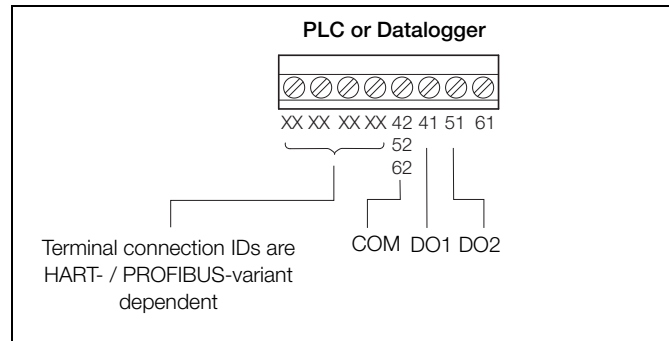 PLC or Datalogger
XX XX XX XX 42 41 51 61
52
62
COM DO1 DO2
Terminal connection IDs are
HART- / PROFIBUS-variant
dependent